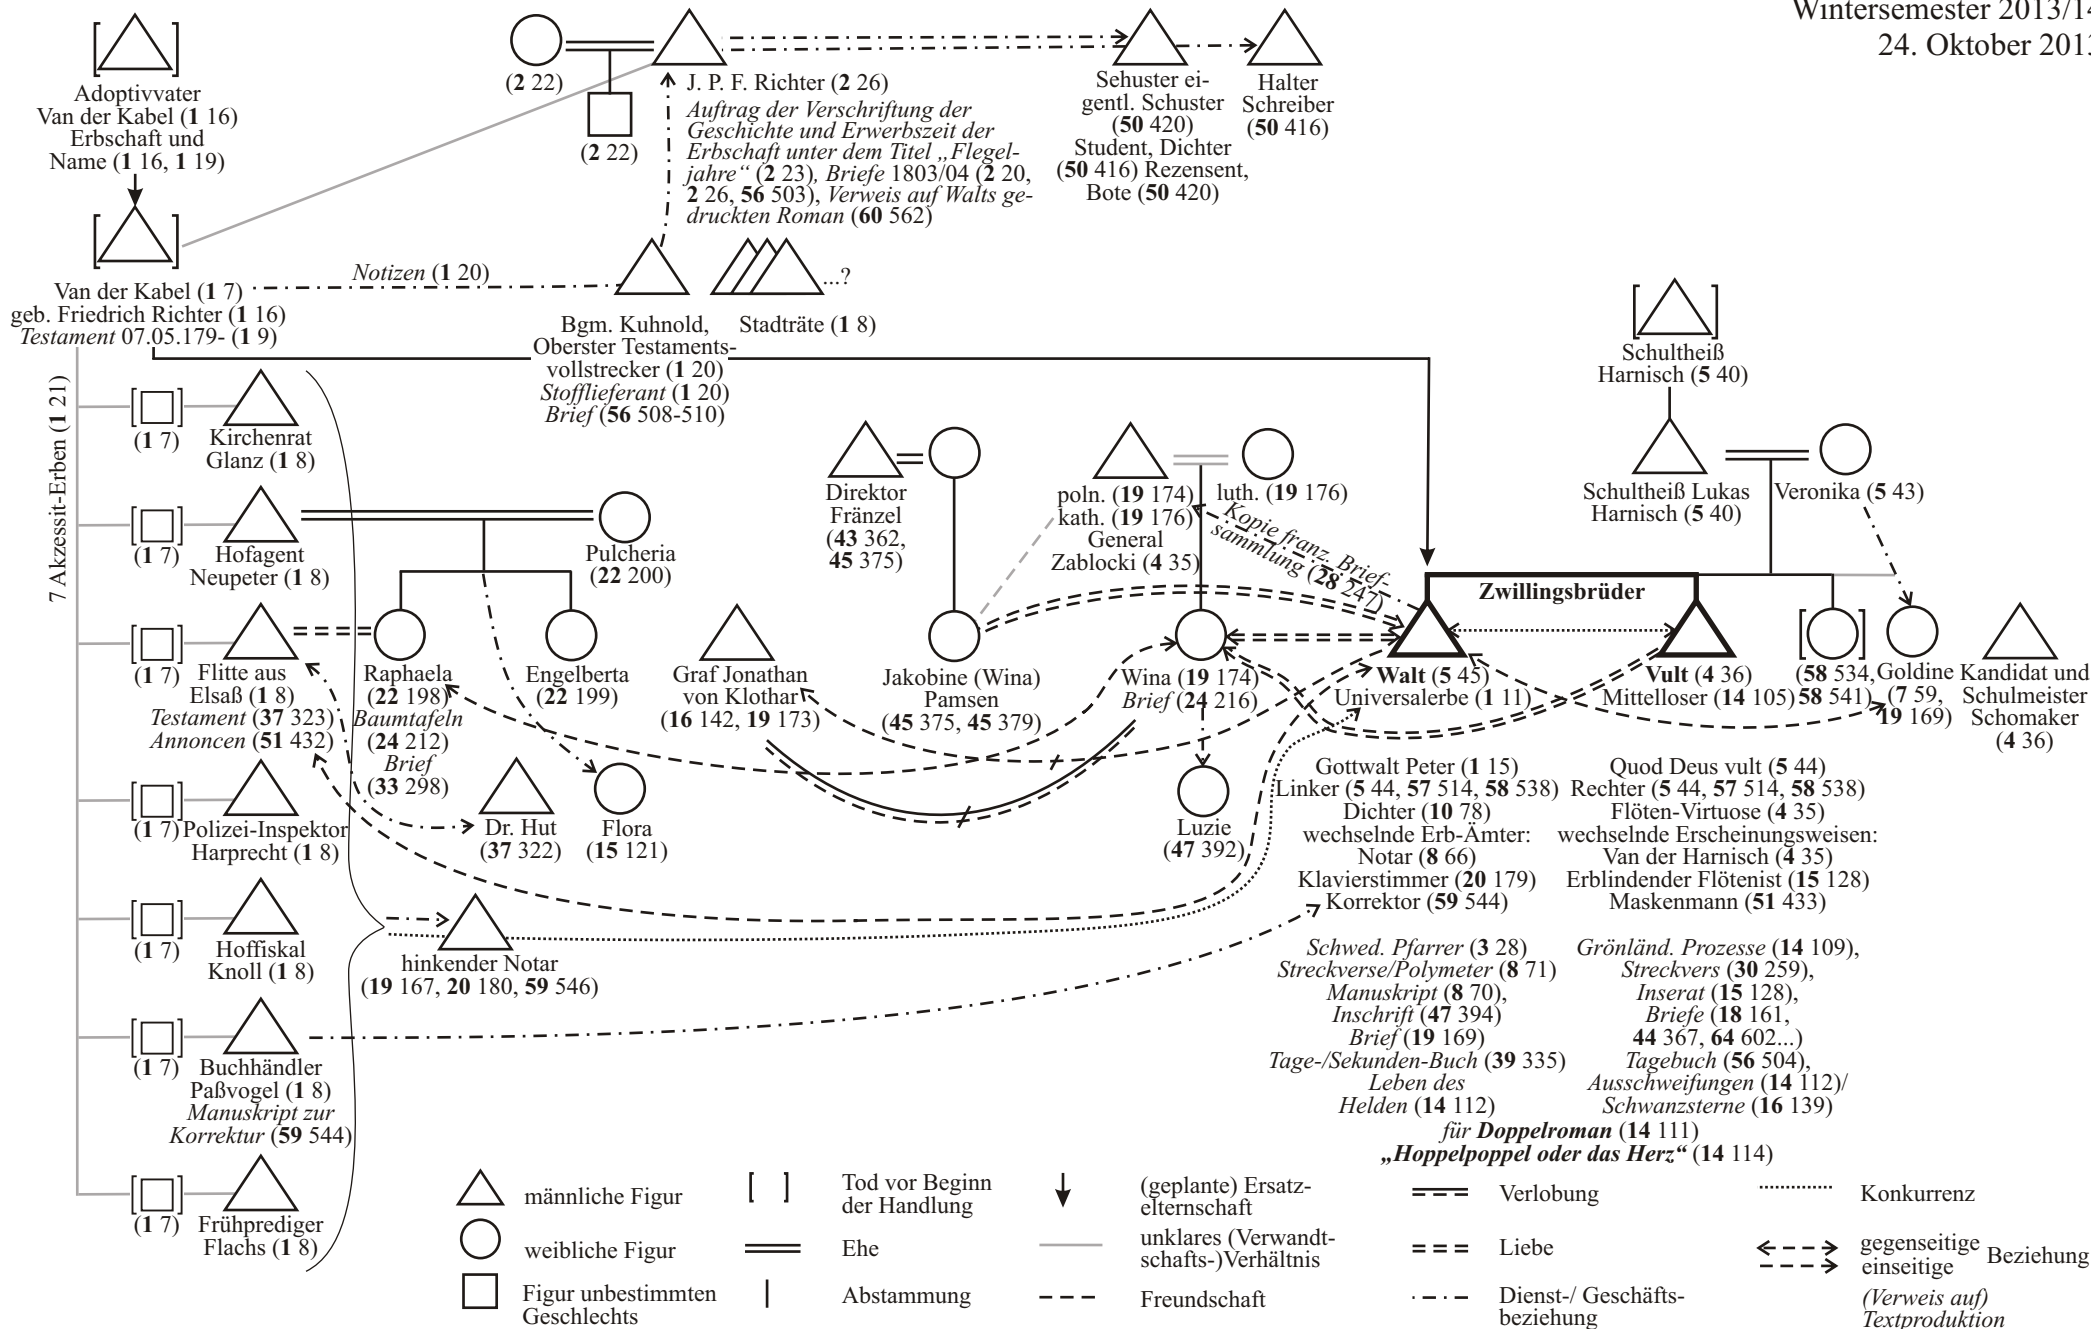 Wintersemester 2013/14
24. Oktober 2013
Adoptivvater
Van der Kabel (1 16)
Erbschaft und
Name (1 16, 1 19)
(2 22)
(2 22)
J. P. F. Richter (2 26)
Auftrag der Verschriftung der
Geschichte und Erwerbszeit der
Erbschaft unter dem Titel „Flegel-
jahre“ (2 23), Briefe 1803/04 (2 20,
2 26, 56 503), Verweis auf Walts ge-
druckten Roman (60 562)
Sehuster ei-
gentl. Schuster
(50 420)
Student, Dichter
(50 416) Rezensent,
Bote (50 420)
Halter
Schreiber
(50 416)
Notizen (1 20)
...?
Van der Kabel (1 7)
geb. Friedrich Richter (1 16)
Testament 07.05.179- (1 9)
Bgm. Kuhnold,
Oberster Testaments-
vollstrecker (1 20)
Stofflieferant (1 20)
Brief (56 508-510)
Stadträte (1 8)
Schultheiß
Harnisch (5 40)
7 Akzessit-Erben (1 21)
(1 7)
Kirchenrat
Glanz (1 8)
(1 7)
Hofagent
Neupeter (1 8)
Pulcheria
(22 200)
Direktor
Fränzel
(43 362,
45 375)
poln. (19 174)
kath. (19 176)
General
Zablocki (4 35)
luth. (19 176)
Kopie franz. Brief-
sammlung (28 247)
Schultheiß Lukas
Harnisch (5 40)
Veronika (5 43)
Zwillingsbrüder
(1 7)
Flitte aus
Elsaß (1 8)
Testament (37 323)
Annoncen (51 432)
Raphaela
(22 198)
Baumtafeln
(24 212)
Brief
(33 298)
Engelberta
(22 199)
Graf Jonathan
von Klothar
(16 142, 19 173)
Jakobine (Wina)
Pamsen
(45 375, 45 379)
Wina (19 174)
Brief (24 216)
Walt (5 45)
Universalerbe (1 11)
Vult (4 36)
Mittelloser (14 105)
(58 534,
58 541)
Goldine
(7 59,
19 169)
Kandidat und
Schulmeister
Schomaker
(4 36)
(1 7)
Polizei-Inspektor
Harprecht (1 8)
Dr. Hut
(37 322)
Flora
(15 121)
Luzie
(47 392)
Gottwalt Peter (1 15)
Linker (5 44, 57 514, 58 538)
Dichter (10 78)
wechselnde Erb-Ämter:
Notar (8 66)
Klavierstimmer (20 179)
Korrektor (59 544)
Quod Deus vult (5 44)
Rechter (5 44, 57 514, 58 538)
Flöten-Virtuose (4 35)
wechselnde Erscheinungsweisen:
Van der Harnisch (4 35)
Erblindender Flötenist (15 128)
Maskenmann (51 433)
(1 7)
Hoffiskal
Knoll (1 8)
hinkender Notar
(19 167, 20 180, 59 546)
Schwed. Pfarrer (3 28)
Streckverse/Polymeter (8 71)
Manuskript (8 70),
Inschrift (47 394)
Brief (19 169)
Tage-/Sekunden-Buch (39 335)
Leben des
Helden (14 112)
Grönländ. Prozesse (14 109),
Streckvers (30 259),
Inserat (15 128),
Briefe (18 161,
44 367, 64 602...)
Tagebuch (56 504),
Ausschweifungen (14 112)/
Schwanzsterne (16 139)
für Doppelroman (14 111)
„Hoppelpoppel oder das Herz“ (14 114)
(1 7)
Buchhändler
Paßvogel (1 8)
Manuskript zur
Korrektur (59 544)
(1 7)
Frühprediger
Flachs (1 8)
männliche Figur
weibliche Figur
Figur unbestimmten
Geschlechts
[ ]
Tod vor Beginn
der Handlung
Ehe
Abstammung
(geplante) Ersatz-
elternschaft
unklares (Verwandt-
schafts-)Verhältnis
Freundschaft
Verlobung
Liebe
Dienst-/ Geschäfts-
beziehung
Konkurrenz
gegenseitige
einseitige
Beziehung
(Verweis auf)
Textproduktion